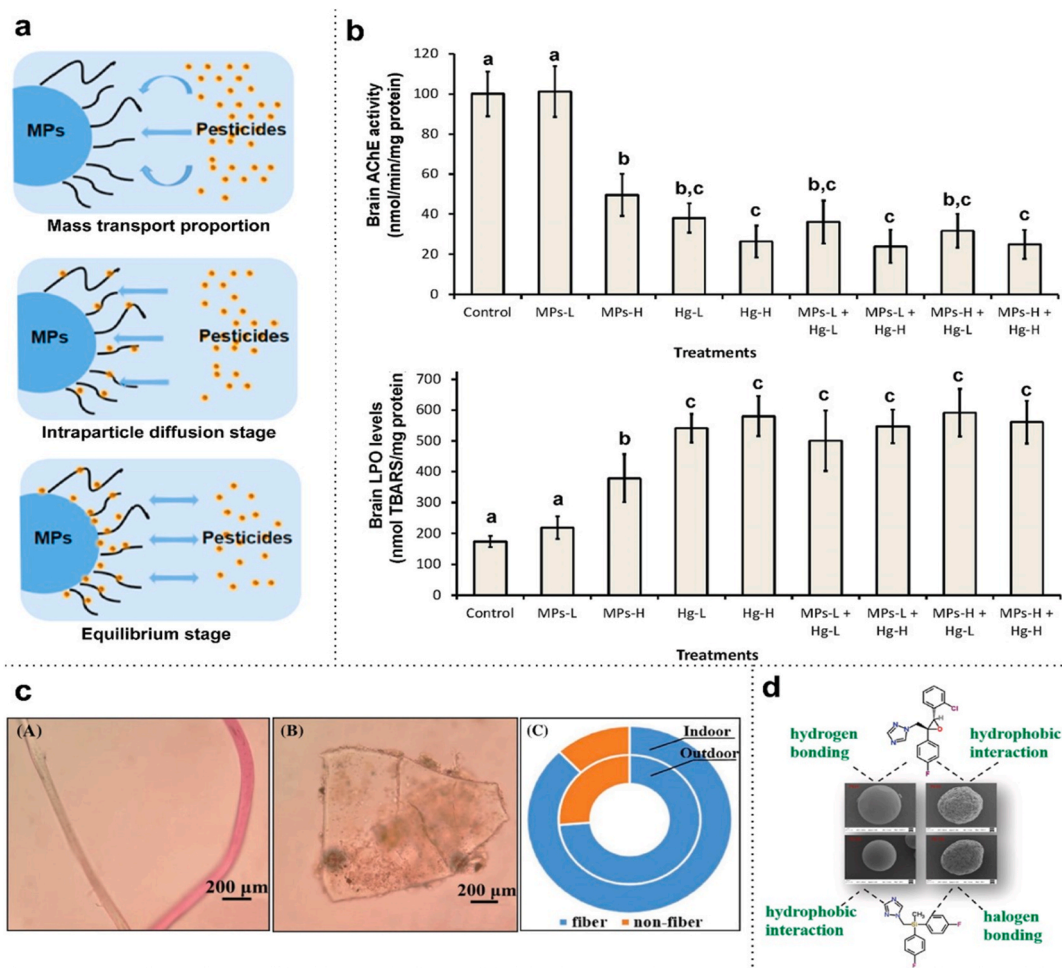 a
MPs
Pesticides
Mass transport proportion
MPs
Pesticides
Intraparticle diffusion stage
MPs
Pesticides
Equilibrium stage
b
Brain AChE activity
(nmol/min/mg protein)
120
100
80
60
40
20
0
a
a
b
b,c
c
b,c
c
b,c
c
Control
MPs-L
MPs-H
Hg-L
Hg-H
MPs-L +
Hg-L
MPs-L +
Hg-H
MPs-H +
Hg-L
MPs-H +
Hg-H
Treatments
Brain LPO levels
(nmol TBARS/mg protein)
700
600
500
400
300
200
100
0
a
a
b
c
c
c
c
c
c
Control
MPs-L
MPs-H
Hg-L
Hg-H
MPs-L +
Hg-L
MPs-L +
Hg-H
MPs-H +
Hg-L
MPs-H +
Hg-H
Treatments
c
(A)
200 µm
(B)
200 µm
(C)
Indoor
Outdoor
fiber
non-fiber
d
hydrogen
bonding
hydrophobic
interaction
Cl
H
O
N
N
N
F
hydrophobic
interaction
halogen
bonding
N
N
N
CH3
Si
F
F